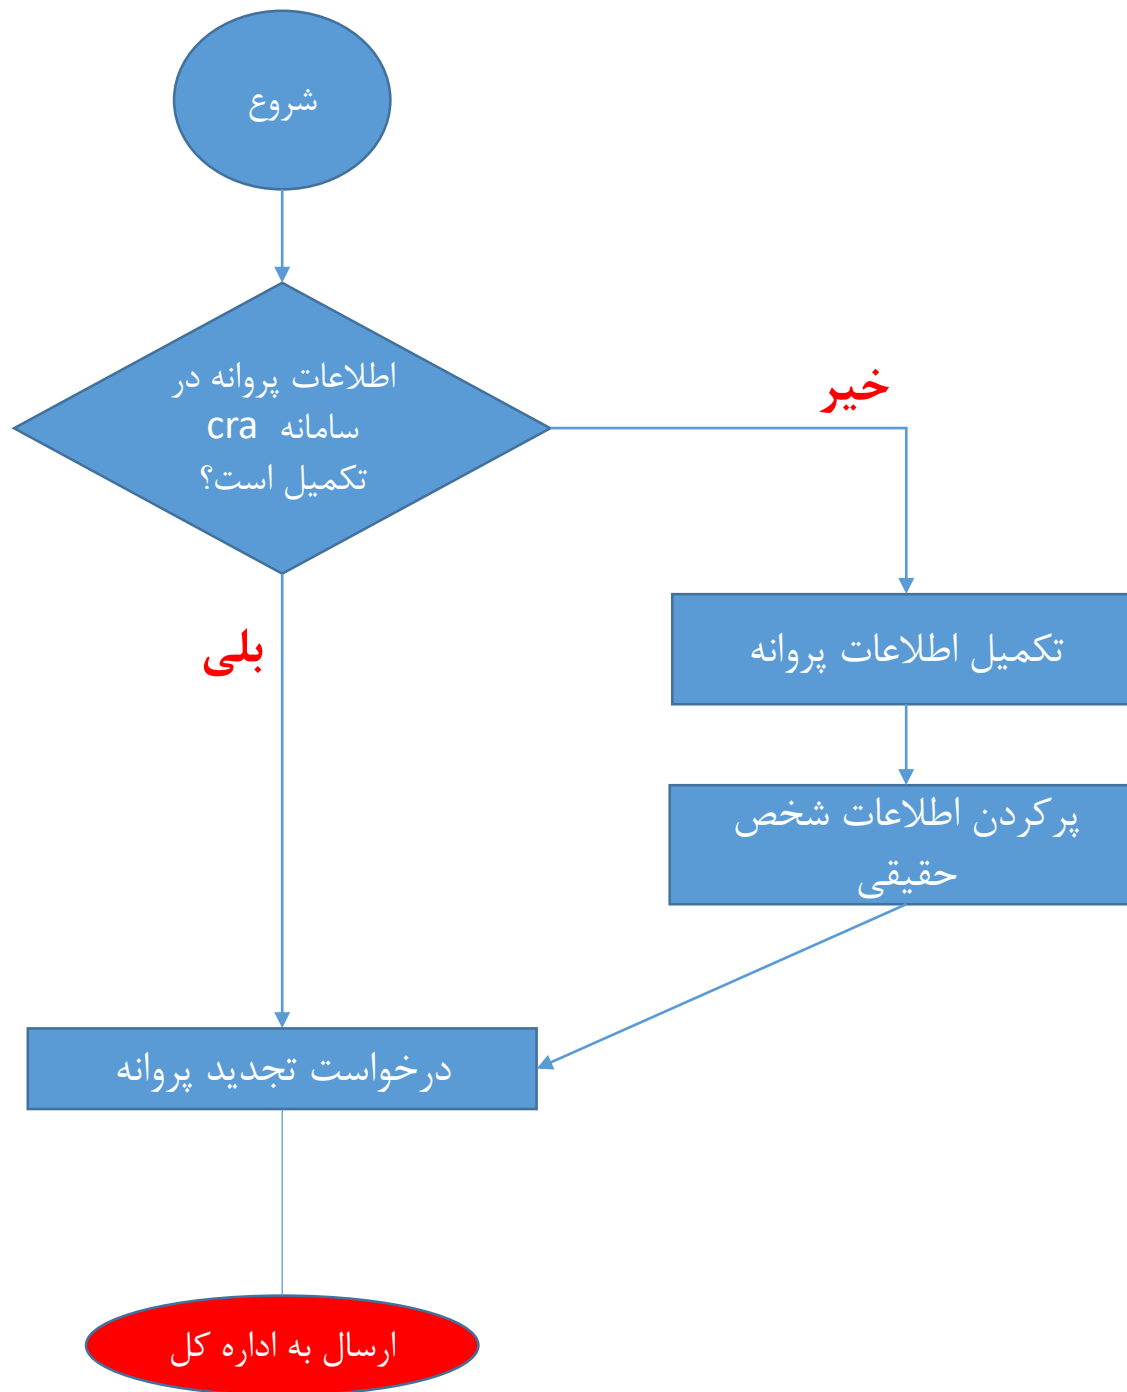 شروع
اطلاعات پروانه در
سامانه cra
تکمیل است؟
خیر
بلی
تکمیل اطلاعات پروانه
پرکردن اطلاعات شخص
حقیقی
درخواست تجدید پروانه
ارسال به اداره کل